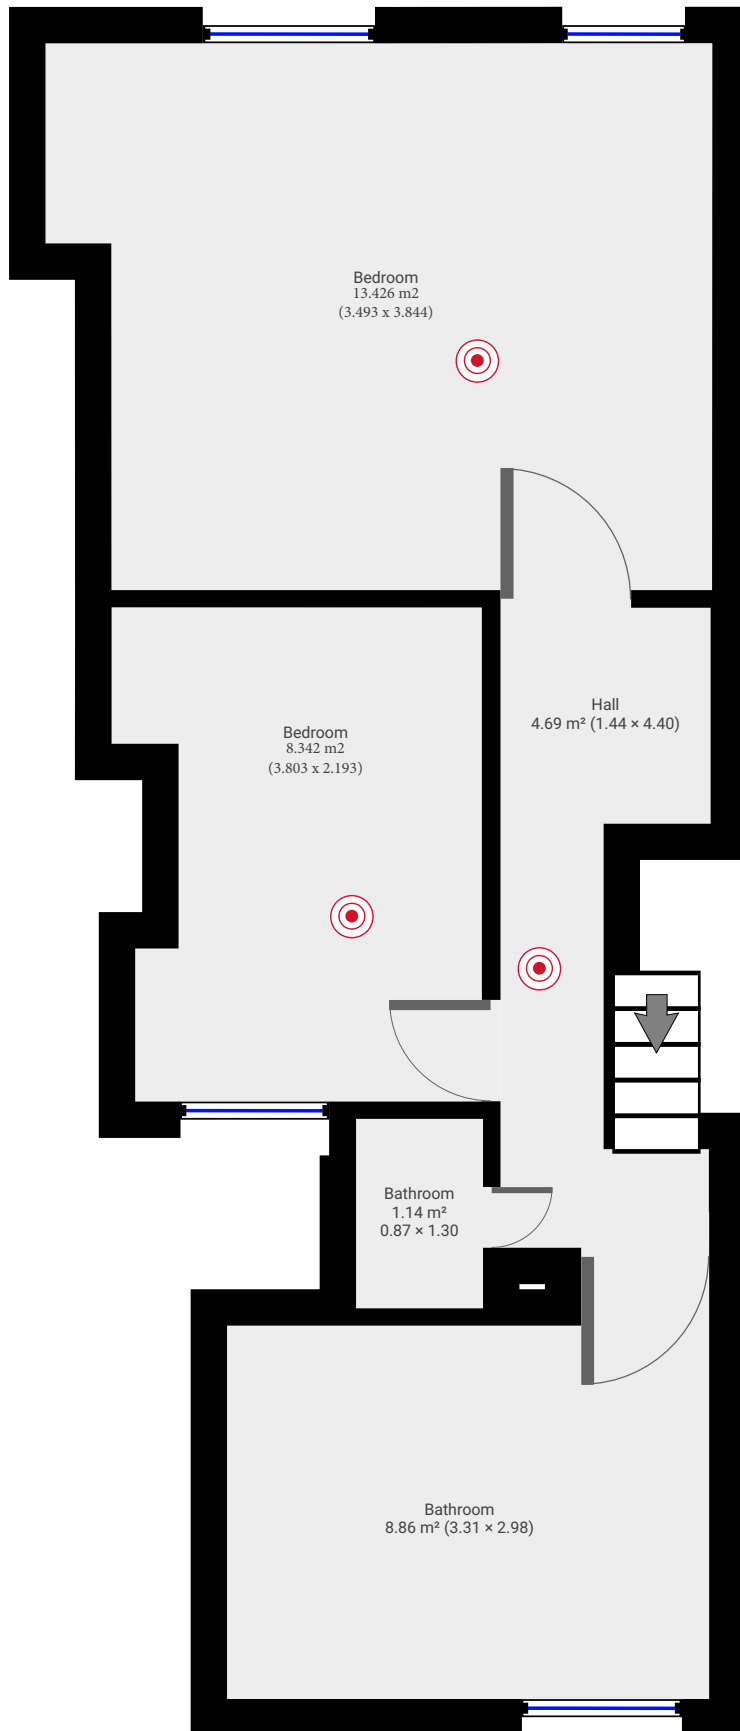 Bedroom
13.426 m2
(3.493 x 3.844)
Hall
4.69 m² (1.44 × 4.40)
Bedroom
8.342 m2
(3.803 x 2.193)
Bathroom
1.14 m²
0.87 × 1.30
Bathroom
8.86 m² (3.31 × 2.98)